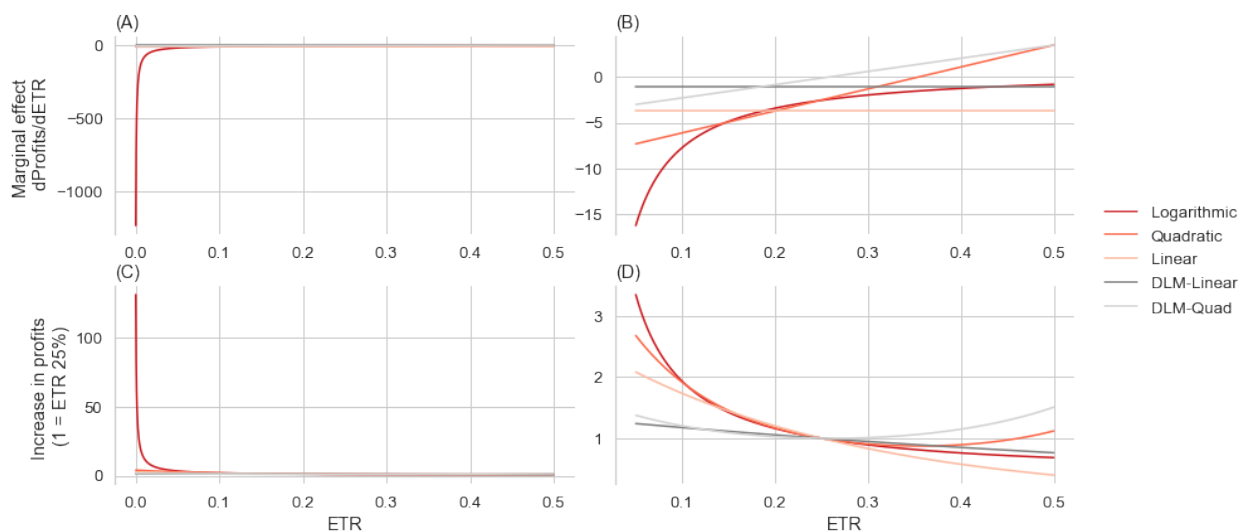 (A)
(B)
Marginal effect
dProfits/dETR
0
−500
−1000
0.0 0.1 0.2 0.3 0.4 0.5
0
−5
−10
−15
0.1 0.2 0.3 0.4 0.5
Logarithmic
Quadratic
Linear
DLM-Linear
DLM-Quad
(C)
(D)
Increase in profits
(1 = ETR 25%)
100
50
0
0.0 0.1 0.2 0.3 0.4 0.5
ETR
3
2
1
0.1 0.2 0.3 0.4 0.5
ETR